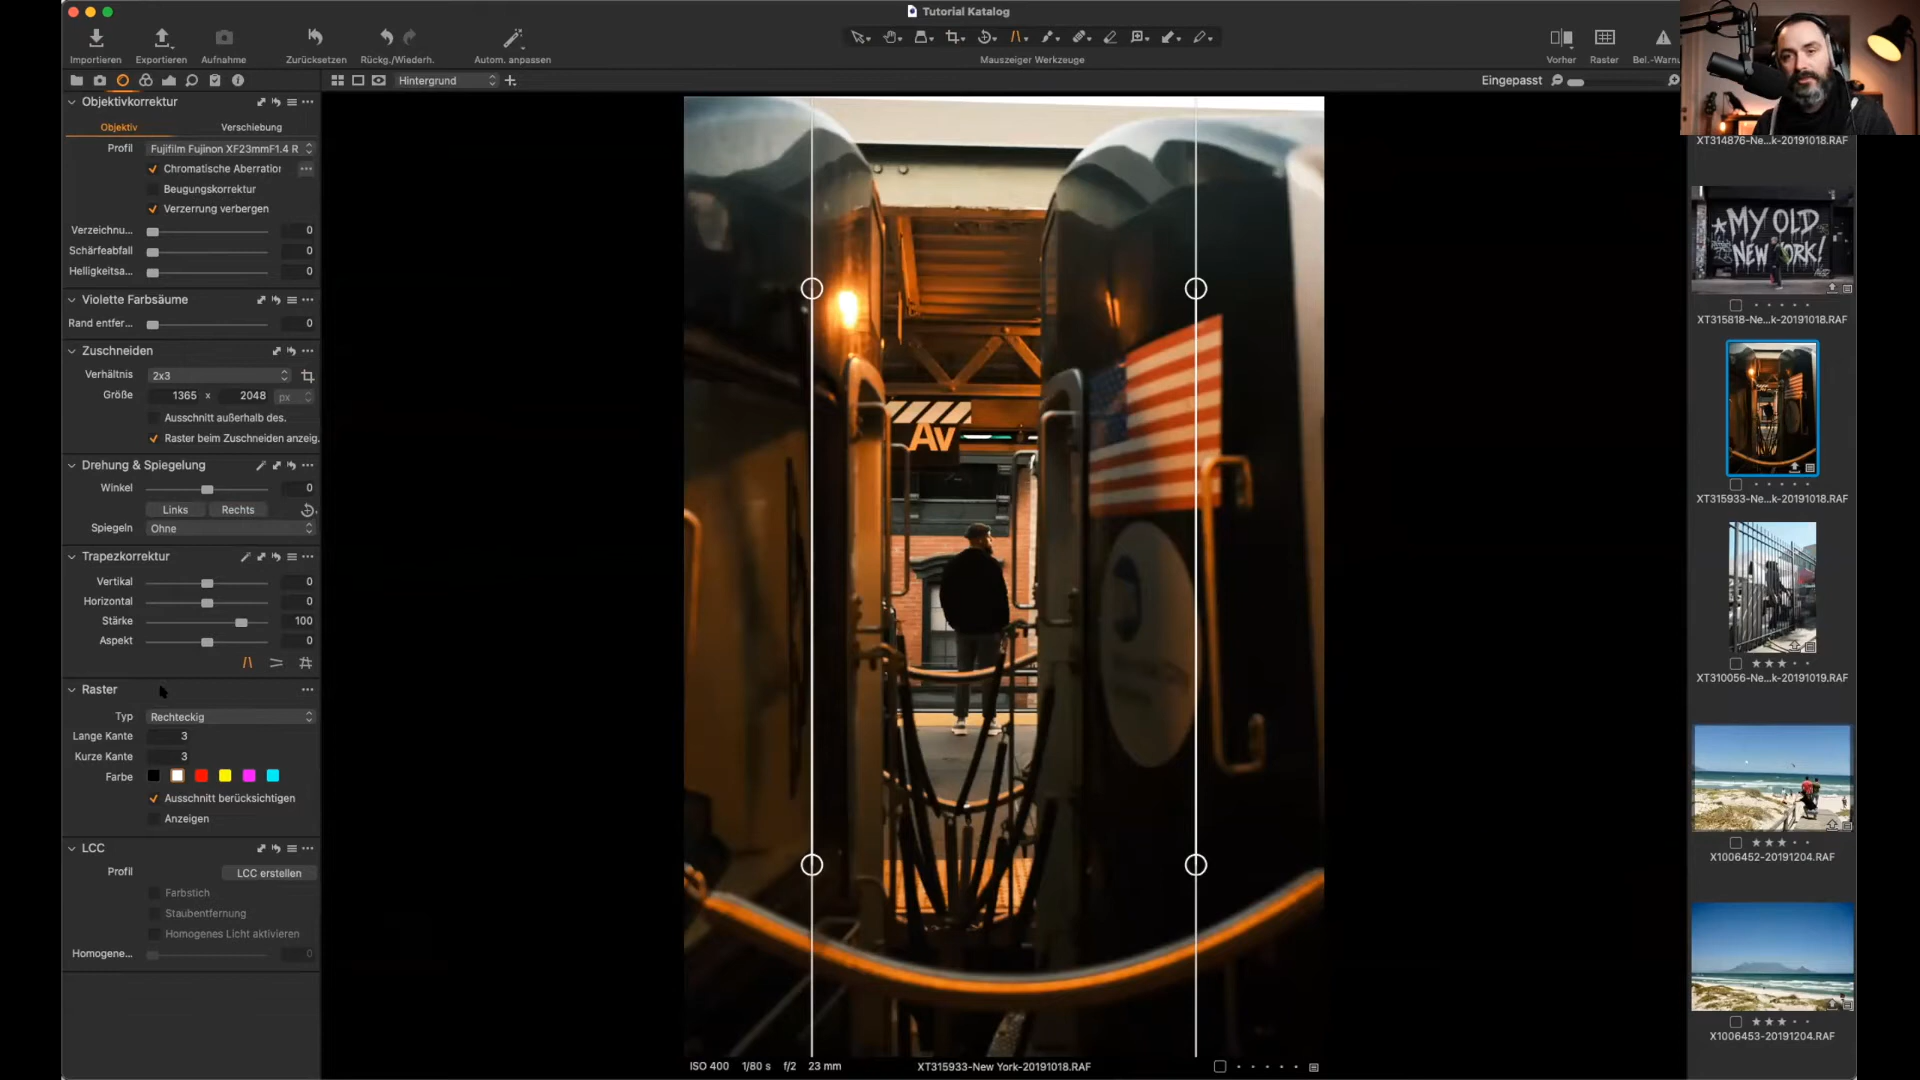 Tutorial Katalog
Importieren
Exportieren
Aufnahme
Zurücksetzen
Rückg./Wiederh.
Autom. anpassen
Mauszeiger Werkzeuge
Vorher
Raster
Bel.-Warnu
Hintergrund
Eingepasst
Objektivkorrektur
Objektiv
Verschiebung
Profil
Fujifilm Fujinon XF23mmF1.4 R
Chromatische Aberration
Beugungskorrektur
Verzerrung verbergen
Verzeichnu... 0
Schärfeabfall 0
Helligkeitsa... 0
Violette Farbsäume
Rand entfer... 0
Zuschneiden
Verhältnis 2x3
Größe 1365 x 2048 px
Ausschnitt außerhalb des.
Raster beim Zuschneiden anzeig.
Drehung & Spiegelung
Winkel 0
Links Rechts
Spiegeln Ohne
Trapezkorrektur
Vertikal 0
Horizontal 0
Stärke 100
Aspekt 0
Raster
Typ Rechteckig
Lange Kante 3
Kurze Kante 3
Farbe
Ausschnitt berücksichtigen
Anzeigen
LCC
Profil LCC erstellen
Farbstich
Staubentfernung
Homogenes Licht aktivieren
Homogene... 0
Av
ISO 400 1/80 s f/2 23 mm
XT315933-New York-20191018.RAF
XT314876-Ne...k-20191018.RAF
*MY OLD
NEW YORK!
XT315818-Ne...k-20191018.RAF
XT315933-Ne...k-20191018.RAF
XT310056-Ne...k-20191019.RAF
X1006452-20191204.RAF
X1006453-20191204.RAF